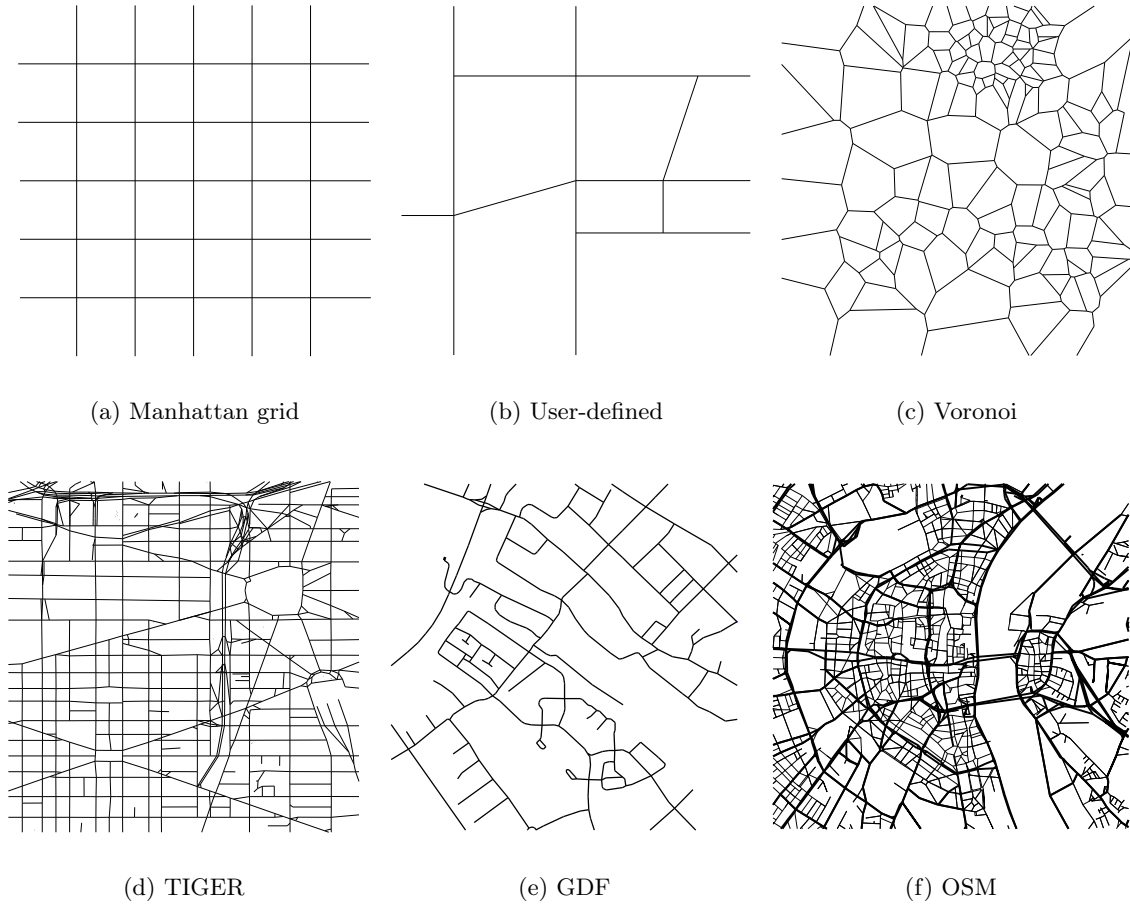 (a) Manhattan grid
(b) User-defined
(c) Voronoi
(d) TIGER
(e) GDF
(f) OSM